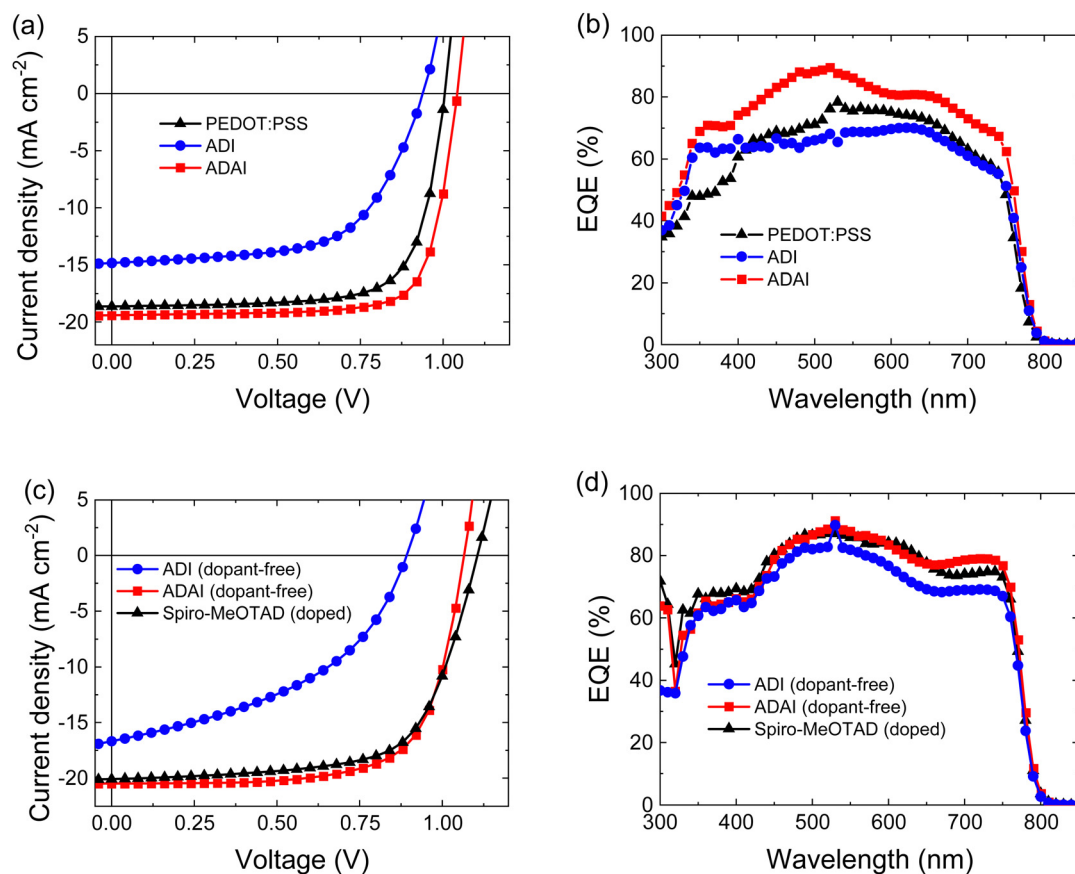 (a)
5
0
-5
-10
-15
-20
Current density (mA cm⁻²)
PEDOT:PSS
ADI
ADAI
0.00 0.25 0.50 0.75 1.00
Voltage (V)
(b)
100
80
60
40
20
0
EQE (%)
PEDOT:PSS
ADI
ADAI
300 400 500 600 700 800
Wavelength (nm)
(c)
5
0
-5
-10
-15
-20
Current density (mA cm⁻²)
ADI (dopant-free)
ADAI (dopant-free)
Spiro-MeOTAD (doped)
0.00 0.25 0.50 0.75 1.00
Voltage (V)
(d)
100
80
60
40
20
0
EQE (%)
ADI (dopant-free)
ADAI (dopant-free)
Spiro-MeOTAD (doped)
300 400 500 600 700 800
Wavelength (nm)